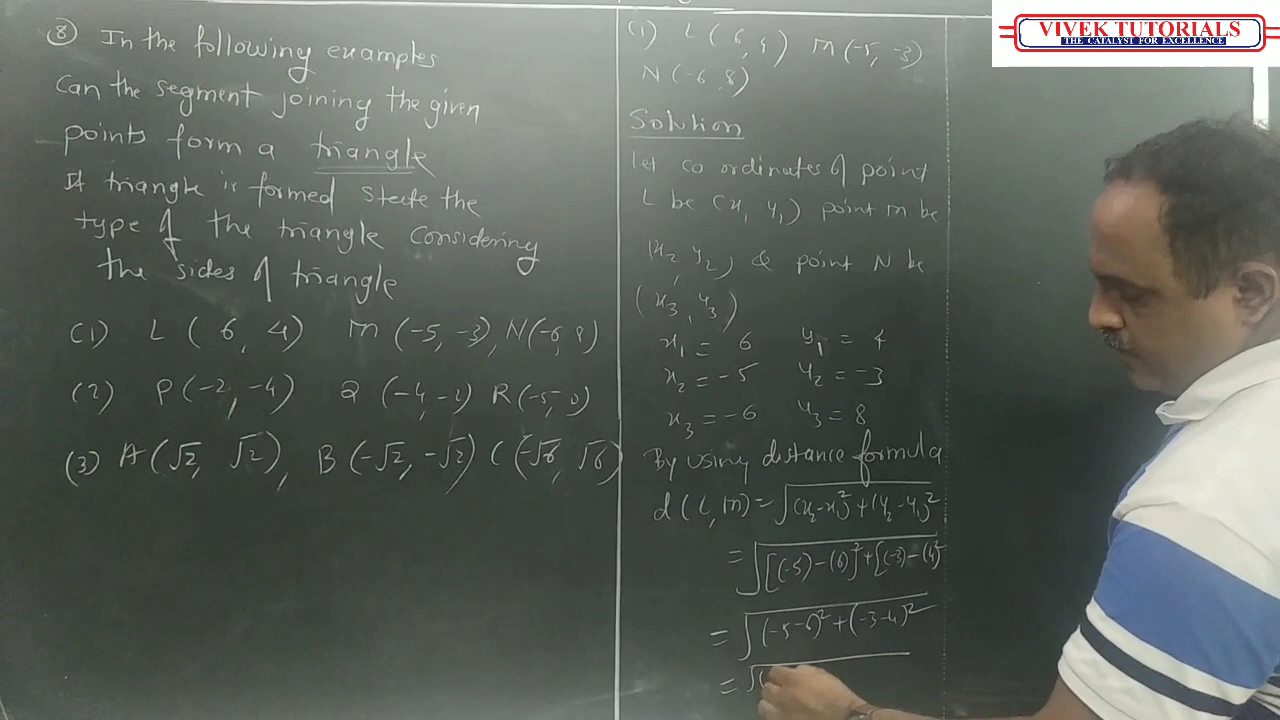 VIVEK TUTORIALS
THE CATALYST FOR EXCELLENCE
(8) In the following examples
Can the segment joining the given
points form a triangle
If triangle is formed state the
type of the triangle considering
the sides of triangle
(1) L (6, 4) M (-5, -3), N(-6, 8)
(2) P(-2, -4) Q (-4, -2) R(-5, 0)
(3) A(√2, √2), B(-√2, -√2) C(-√6, √6)
(1) L (6, 4) M (-5, -3)
N (-6, 8)
Solution
Let co ordinates of point
L be (x1 y1) point M be
(x2, y2) & point N be
(x3, y3)
x1 = 6 y1 = 4
x2 = -5 y2 = -3
x3 = -6 y3 = 8
By using distance formula
d(L, M) = √(x2-x1)² + (y2-y1)²
= √[(-5)-(6)]² + [(-3)-(4)]²
= √(-5-6)² + (-3-4)²
= √(